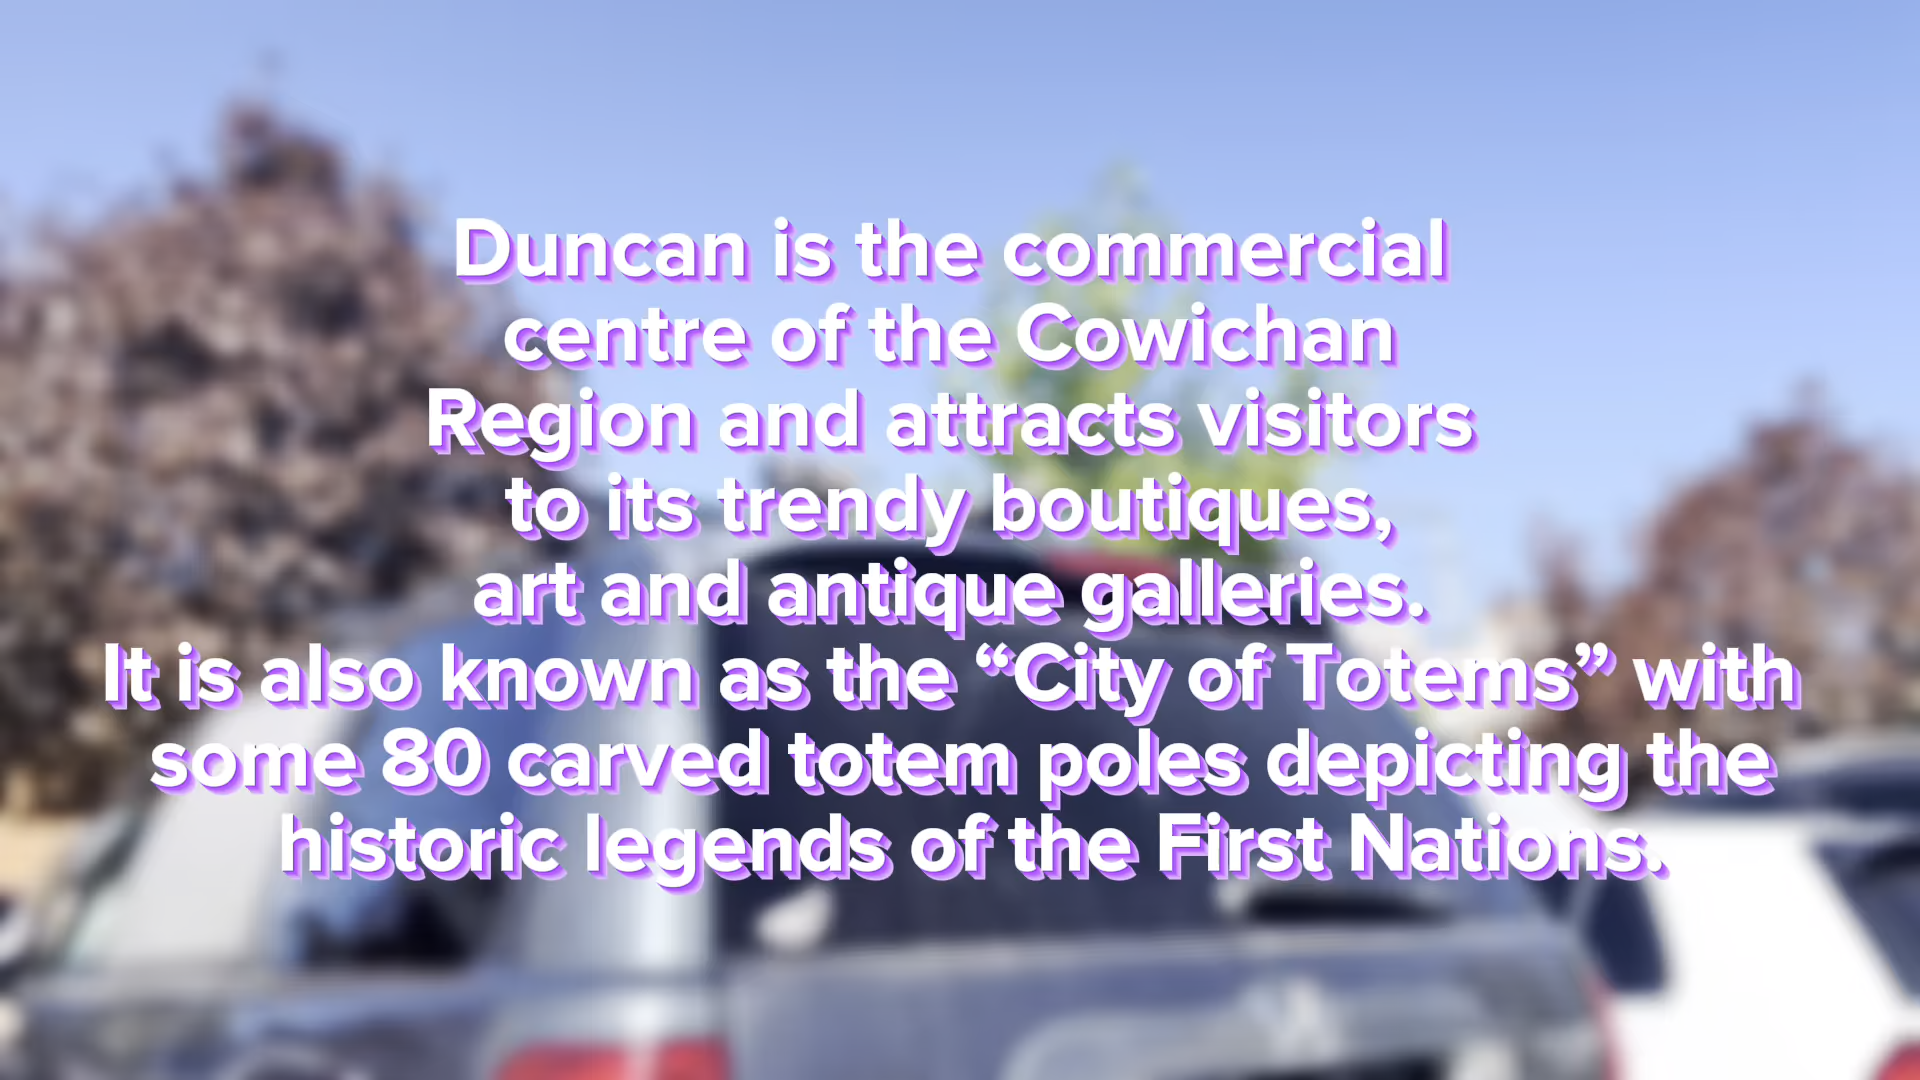 Duncan is the commercial
centre of the Cowichan
Region and attracts visitors
to its trendy boutiques,
art and antique galleries.
It is also known as the “City of Totems” with
some 80 carved totem poles depicting the
historic legends of the First Nations.